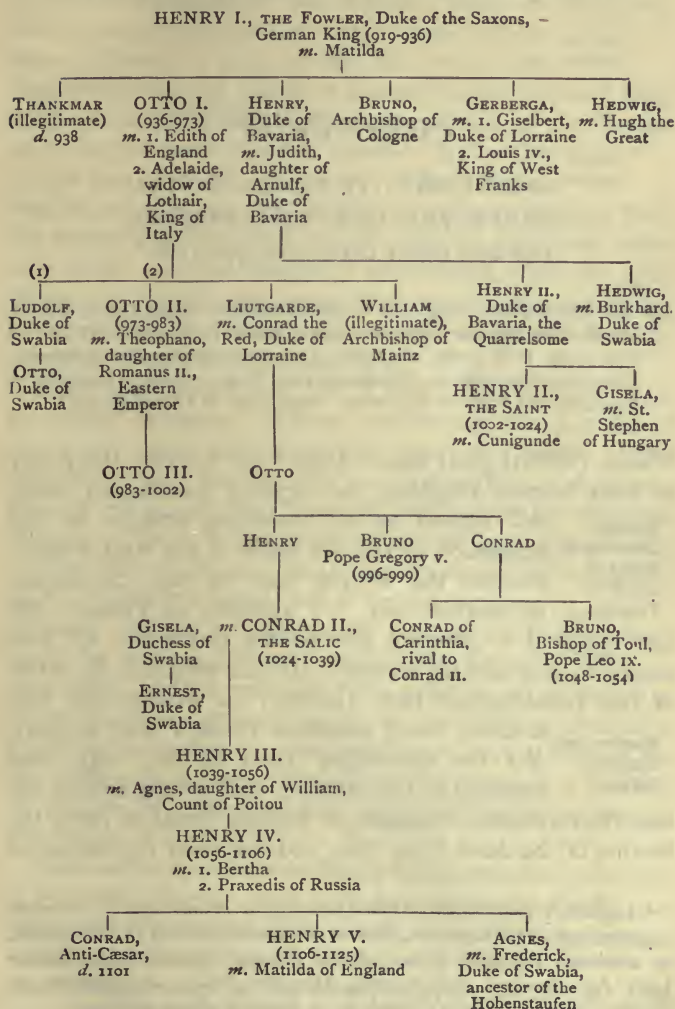 HENRY I., THE FOWLER, Duke of the Saxons, –
German King (919-936)
m. Matilda
THANKMAR
(illegitimate)
d. 938
OTTO I.
(936-973)
m. 1. Edith of
England
2. Adelaide,
widow of
Lothair,
King of
Italy
HENRY,
Duke of
Bavaria,
m. Judith,
daughter of
Arnulf,
Duke of
Bavaria
BRUNO,
Archbishop of
Cologne
GERBERGA,
m. 1. Giselbert,
Duke of Lorraine
2. Louis IV.,
King of West
Franks
HEDWIG,
m. Hugh the
Great
(1)
(2)
LUDOLF,
Duke of
Swabia
OTTO,
Duke of
Swabia
OTTO II.
(973-983)
m. Theophano,
daughter of
Romanus II.,
Eastern
Emperor
LIUTGARDE,
m. Conrad the
Red, Duke of
Lorraine
WILLIAM
(illegitimate),
Archbishop of
Mainz
HENRY II.,
Duke of
Bavaria, the
Quarrelsome
HEDWIG,
m. Burkhard.
Duke of
Swabia
HENRY II.,
THE SAINT
(1002-1024)
m. Cunigunde
GISELA,
m. St.
Stephen
of Hungary
OTTO III.
(983-1002)
OTTO
HENRY
BRUNO
Pope Gregory V.
(996-999)
CONRAD
GISELA,
Duchess of
Swabia
ERNEST,
Duke of
Swabia
m. CONRAD II.,
THE SALIC
(1024-1039)
CONRAD of
Carinthia,
rival to
Conrad II.
BRUNO,
Bishop of Toul,
Pope Leo IX.
(1048-1054)
HENRY III.
(1039-1056)
m. Agnes, daughter of William,
Count of Poitou
HENRY IV.
(1056-1106)
m. 1. Bertha
2. Praxedis of Russia
CONRAD,
Anti-Cæsar,
d. 1101
HENRY V.
(1106-1125)
m. Matilda of England
AGNES,
m. Frederick,
Duke of Swabia,
ancestor of the
Hohenstaufen